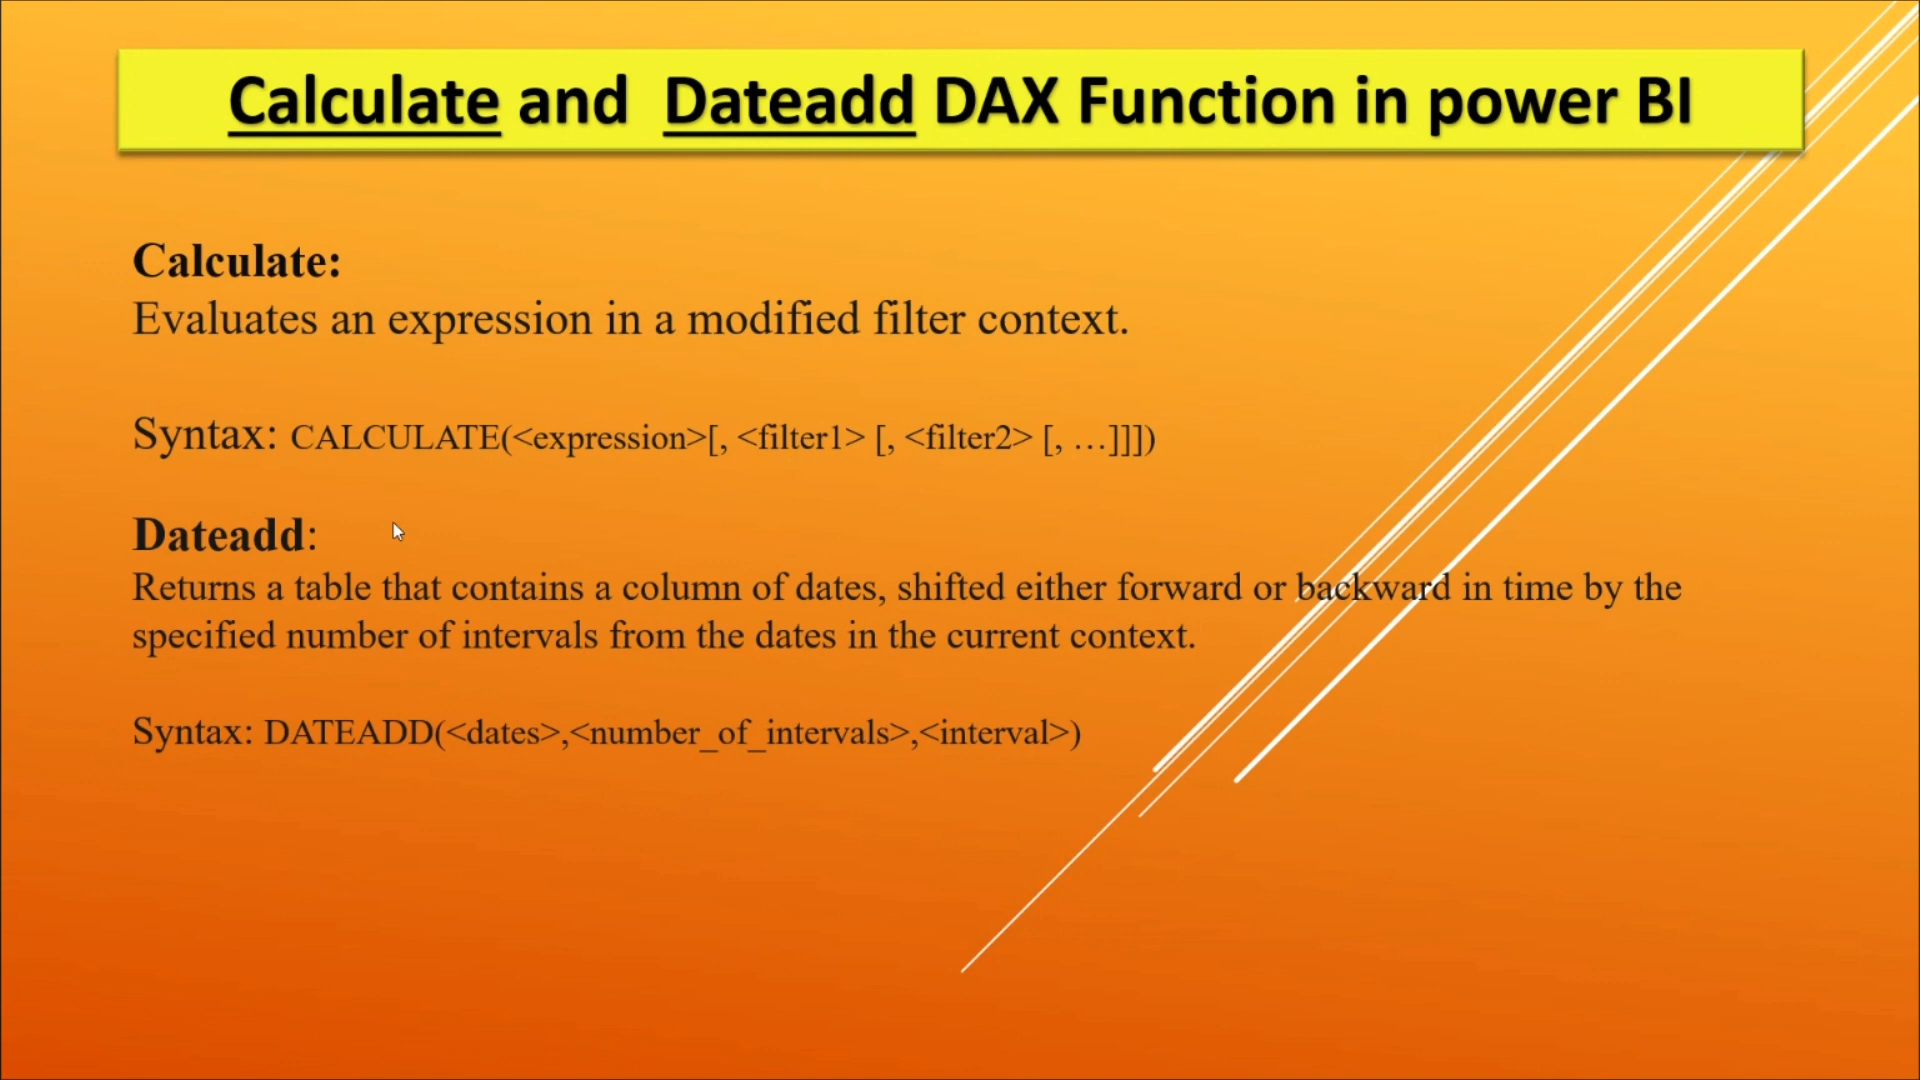 Calculate and Dateadd DAX Function in power BI
Calculate:
Evaluates an expression in a modified filter context.
Syntax: CALCULATE(<expression>[, <filter1> [, <filter2> [, …]]])
Dateadd:
Returns a table that contains a column of dates, shifted either forward or backward in time by the
specified number of intervals from the dates in the current context.
Syntax: DATEADD(<dates>,<number_of_intervals>,<interval>)